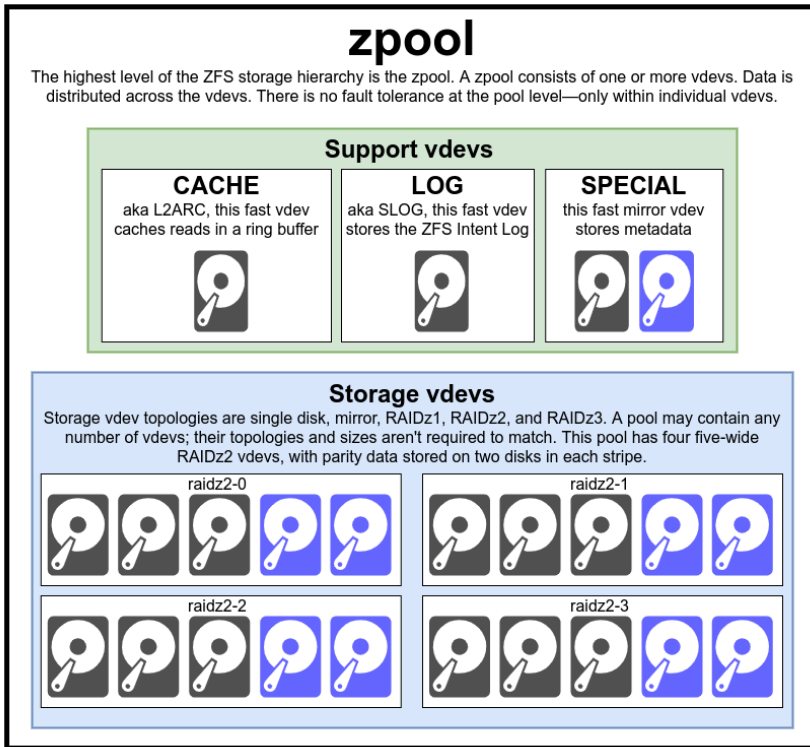 zpool
The highest level of the ZFS storage hierarchy is the zpool. A zpool consists of one or more vdevs. Data is
distributed across the vdevs. There is no fault tolerance at the pool level—only within individual vdevs.
Support vdevs
CACHE
aka L2ARC, this fast vdev
caches reads in a ring buffer
LOG
aka SLOG, this fast vdev
stores the ZFS Intent Log
SPECIAL
this fast mirror vdev
stores metadata
Storage vdevs
Storage vdev topologies are single disk, mirror, RAIDz1, RAIDz2, and RAIDz3. A pool may contain any
number of vdevs; their topologies and sizes aren't required to match. This pool has four five-wide
RAIDz2 vdevs, with parity data stored on two disks in each stripe.
raidz2-0
raidz2-1
raidz2-2
raidz2-3